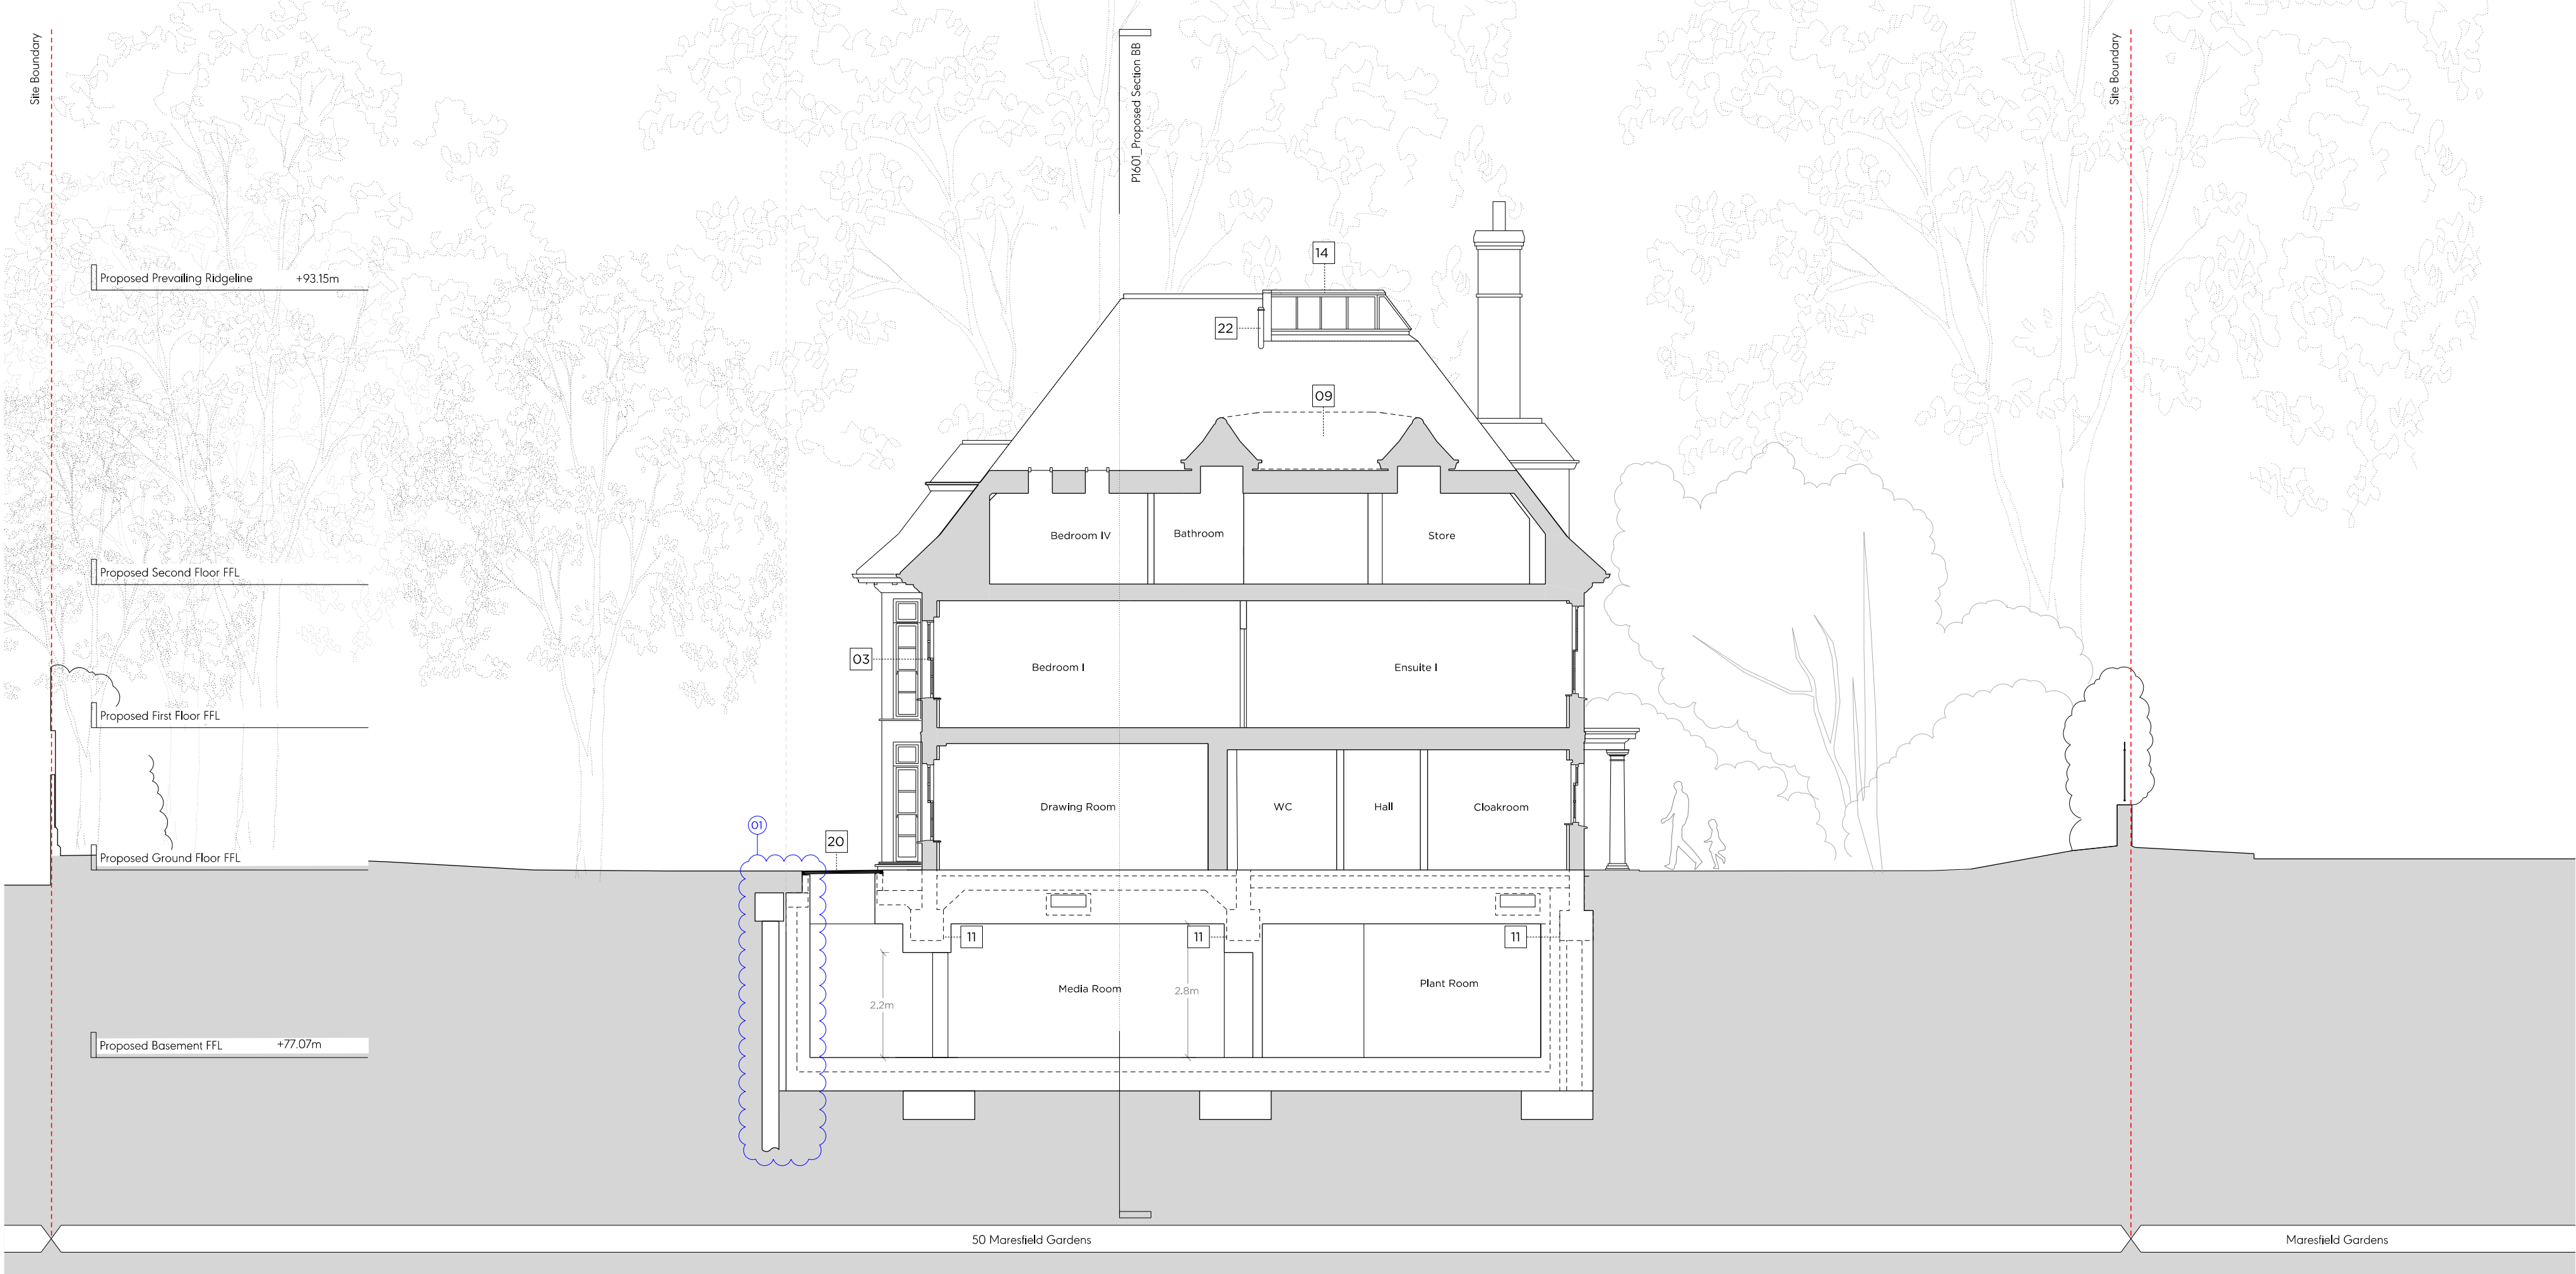 Site Boundary
P1601_Proposed Section BB
Site Boundary
14
Proposed Prevailing Ridgeline +93.15m
22
09
Bedroom IV
Bathroom
Store
Proposed Second Floor FFL
03
Bedroom I
Ensuite I
Proposed First Floor FFL
Drawing Room
WC
Hall
Cloakroom
01
20
Proposed Ground Floor FFL
11
11
11
Media Room
2.8m
Plant Room
2.2m
Proposed Basement FFL +77.07m
50 Maresfield Gardens
Maresfield Gardens